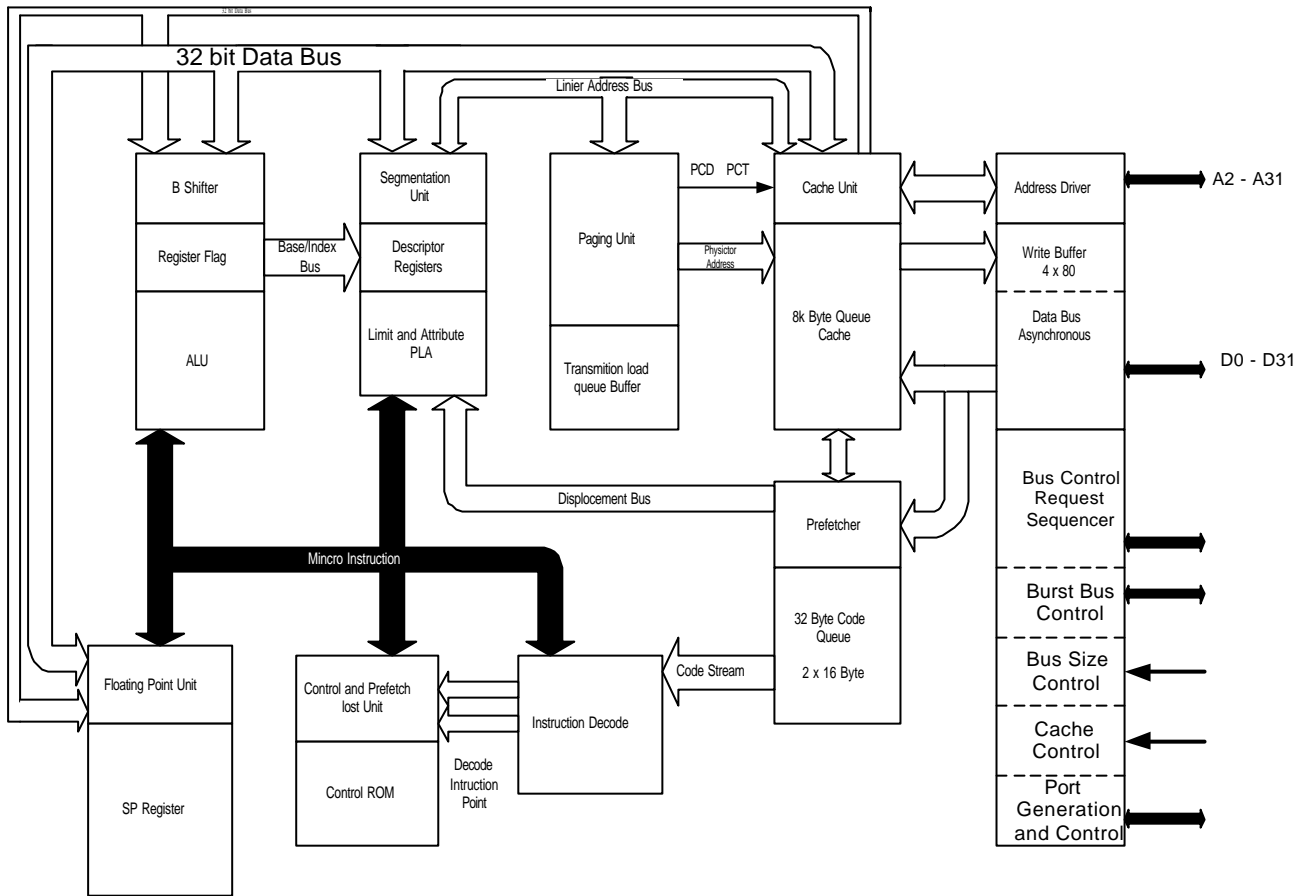 32 bit Data Bus
32 bit Data Bus
Linier Address Bus
B Shifter
Segmentation
Unit
PCD PCT
Cache Unit
Address Driver
A2 - A31
Register Flag
Base/Index
Bus
Descriptor
Registers
Paging Unit
Physictor
Address
Write Buffer
4 x 80
ALU
Limit and Attribute
PLA
8k Byte Queue
Cache
Data Bus
Asynchronous
Transmition load
queue Buffer
D0 - D31
Displacement Bus
Prefetcher
Bus Control
Request
Sequencer
Mincro Instruction
Burst Bus
Control
32 Byte Code
Queue
2 x 16 Byte
Floating Point Unit
Control and Prefetch
lost Unit
Instruction Decode
Code Stream
Bus Size
Control
Cache
Control
SP Register
Control ROM
Decode
Intruction
Point
Port
Generation
and Control